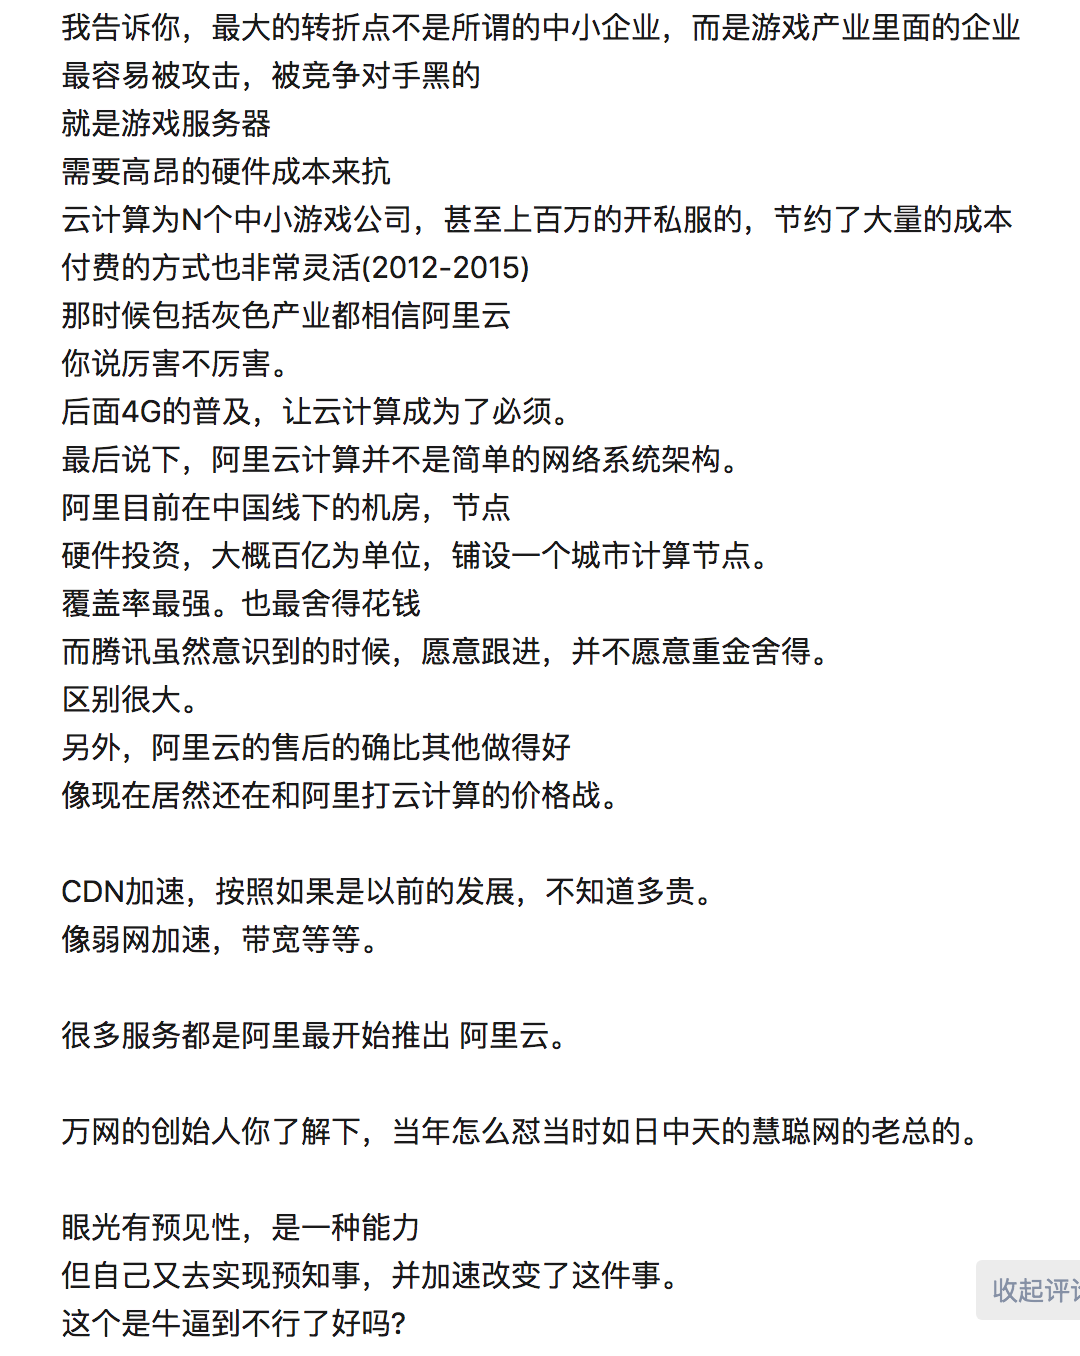 我告诉你，最大的转折点不是所谓的中小企业，而是游戏产业里面的企业
最容易被攻击，被竞争对手黑的
就是游戏服务器
需要高昂的硬件成本来抗
云计算为N个中小游戏公司，甚至上百万的开私服的，节约了大量的成本
付费的方式也非常灵活(2012-2015)
那时候包括灰色产业都相信阿里云
你说厉害不厉害。
后面4G的普及，让云计算成为了必须。
最后说下，阿里云计算并不是简单的网络系统架构。
阿里目前在中国线下的机房，节点
硬件投资，大概百亿为单位，铺设一个城市计算节点。
覆盖率最强。也最舍得花钱
而腾讯虽然意识到的时候，愿意跟进，并不愿意重金舍得。
区别很大。
另外，阿里云的售后的确比其他做得好
像现在居然还在和阿里打云计算的价格战。
CDN加速，按照如果是以前的发展，不知道多贵。
像弱网加速，带宽等等。
很多服务都是阿里最开始推出 阿里云。
万网的创始人你了解下，当年怎么怼当时如日中天的慧聪网的老总的。
眼光有预见性，是一种能力
但自己又去实现预知事，并加速改变了这件事。
收起评
这个是牛逼到不行了好吗?